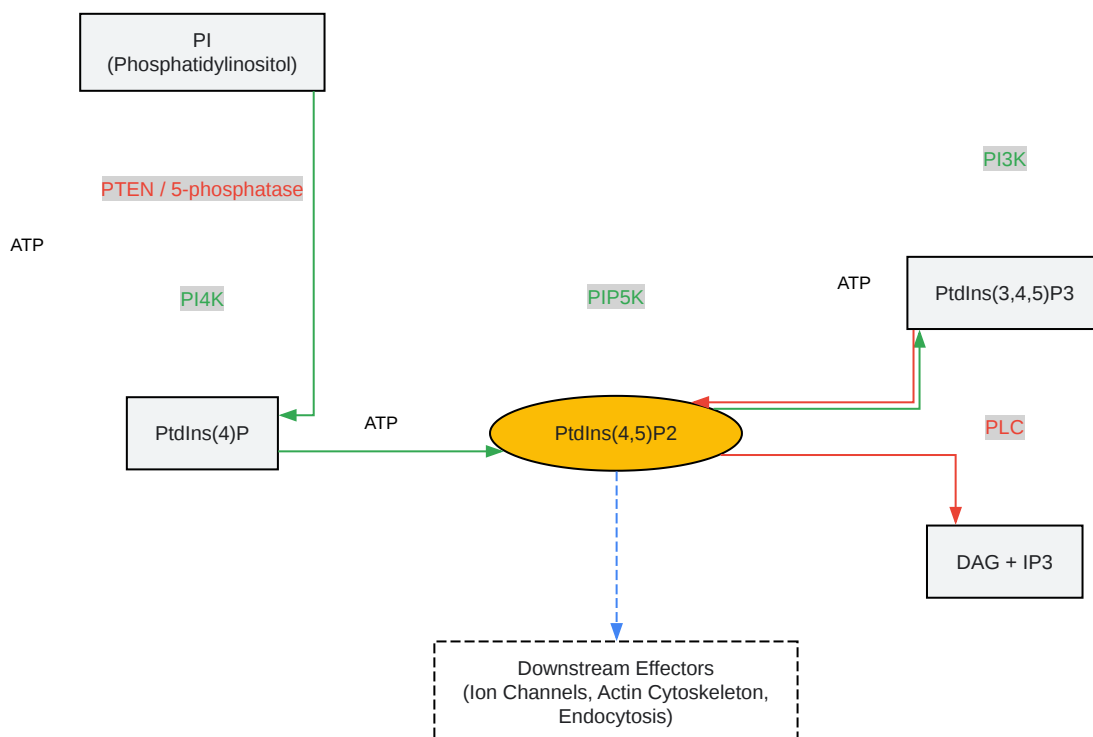 PI
(Phosphatidylinositol)
PI3K
PTEN / 5-phosphatase
ATP
PI4K
PIP5K
ATP
PtdIns(3,4,5)P3
PtdIns(4)P
ATP
PtdIns(4,5)P2
PLC
DAG + IP3
Downstream Effectors
(Ion Channels, Actin Cytoskeleton,
Endocytosis)